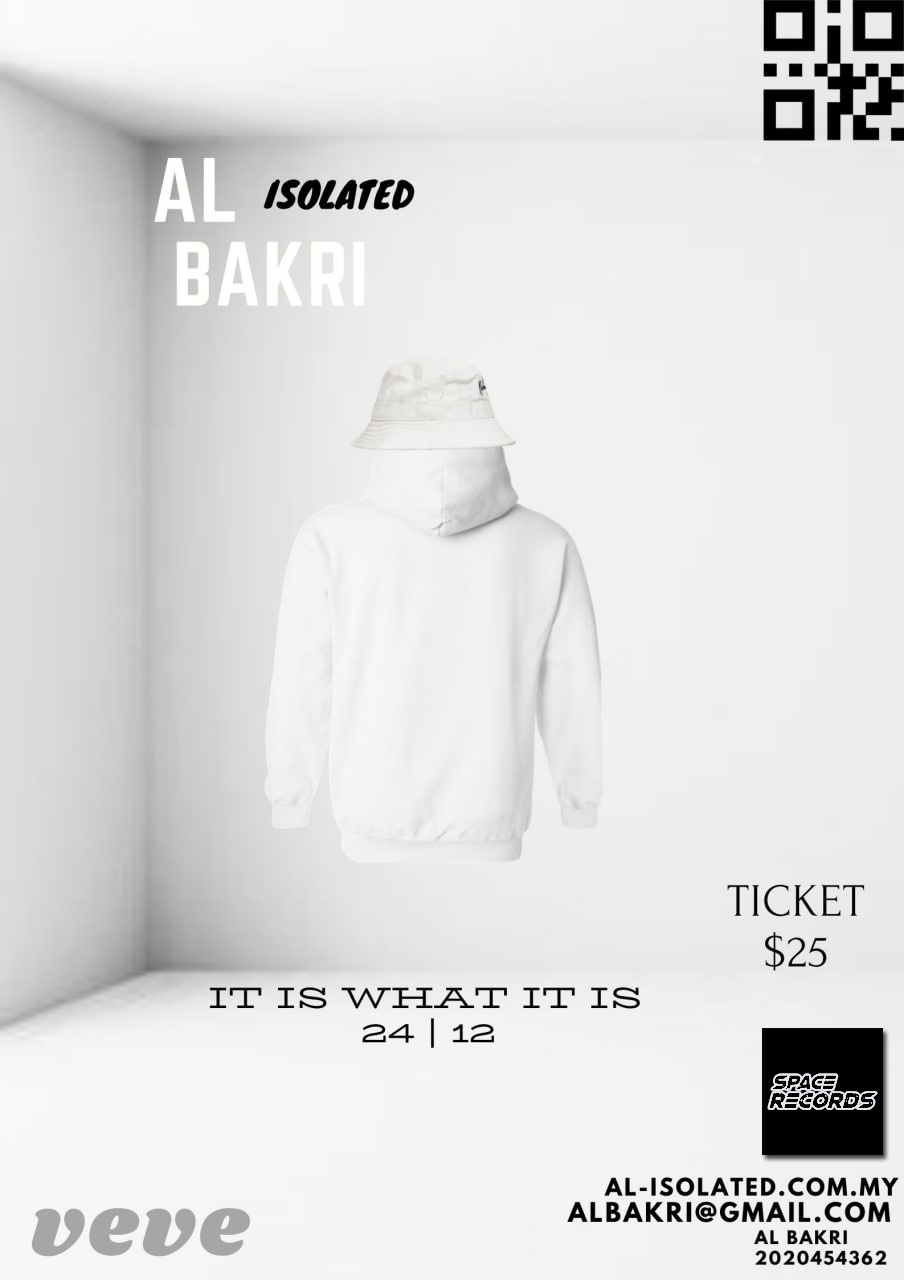 AL ISOLATED
BAKRI
TICKET
$25
IT IS WHAT IT IS
24 | 12
SPACE
RECORDS
AL-ISOLATED.COM.MY
ALBAKRI@GMAIL.COM
AL BAKRI
2020454362
veve